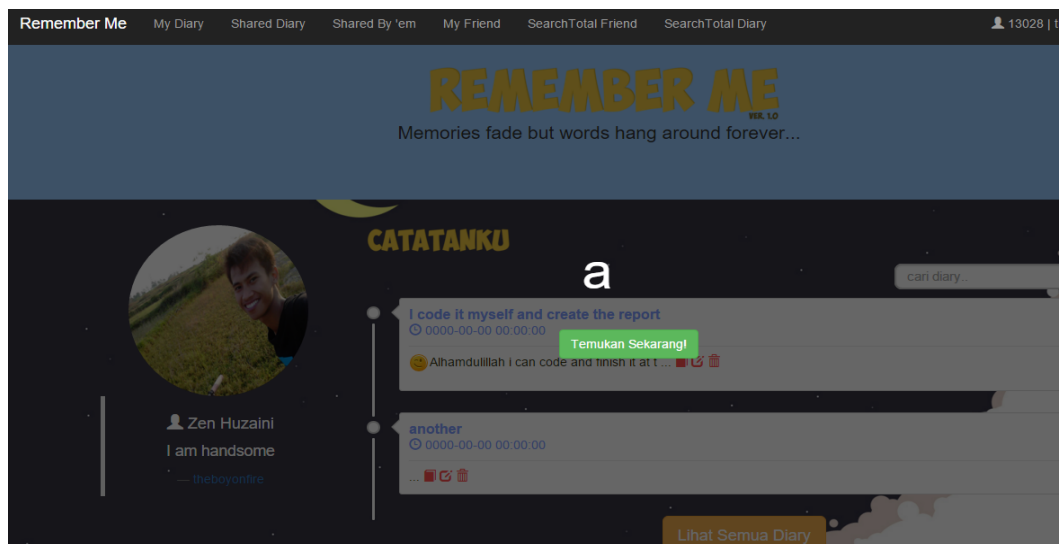 Remember Me My Diary Shared Diary Shared By 'em My Friend SearchTotal Friend SearchTotal Diary 13028 | t
REMEMBER ME
VER. 1.0
Memories fade but words hang around forever...
CATATANKU
a
cari diary..
I code it myself and create the report
0000-00-00 00:00:00
Temukan Sekarang!
Alhamdulillah i can code and finish it at t ...
another
0000-00-00 00:00:00
...
Zen Huzaini
I am handsome
— theboyonfire
Lihat Semua Diary